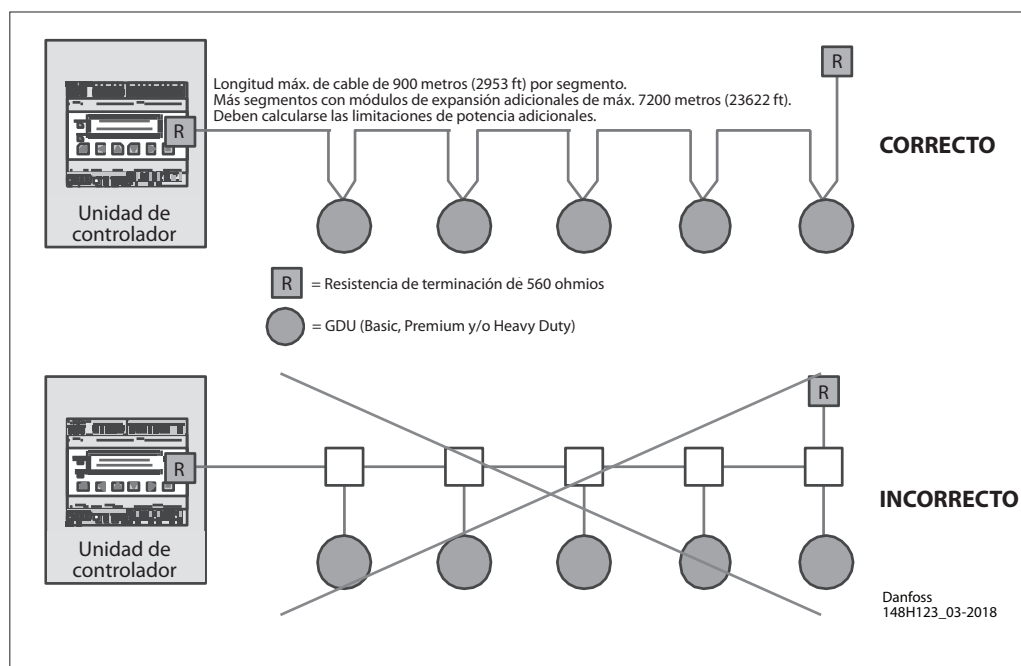 R
Longitud máx. de cable de 900 metros (2953 ft) por segmento.
Más segmentos con módulos de expansión adicionales de máx. 7200 metros (23622 ft).
Deben calcularse las limitaciones de potencia adicionales.
R
CORRECTO
Unidad de
controlador
R = Resistencia de terminación de 560 ohmios
= GDU (Basic, Premium y/o Heavy Duty)
R
R
INCORRECTO
Unidad de
controlador
Danfoss
148H123_03-2018